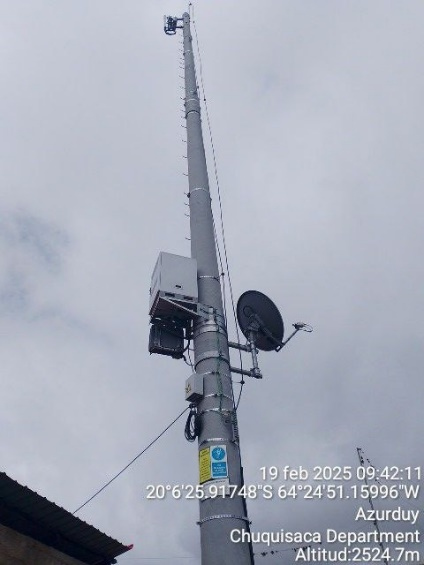 19 feb 2025 09:42:11
20°6'25.91748"S 64°24'51.15996"W
Azurduy
Chuquisaca Department
Altitud:2524.7m